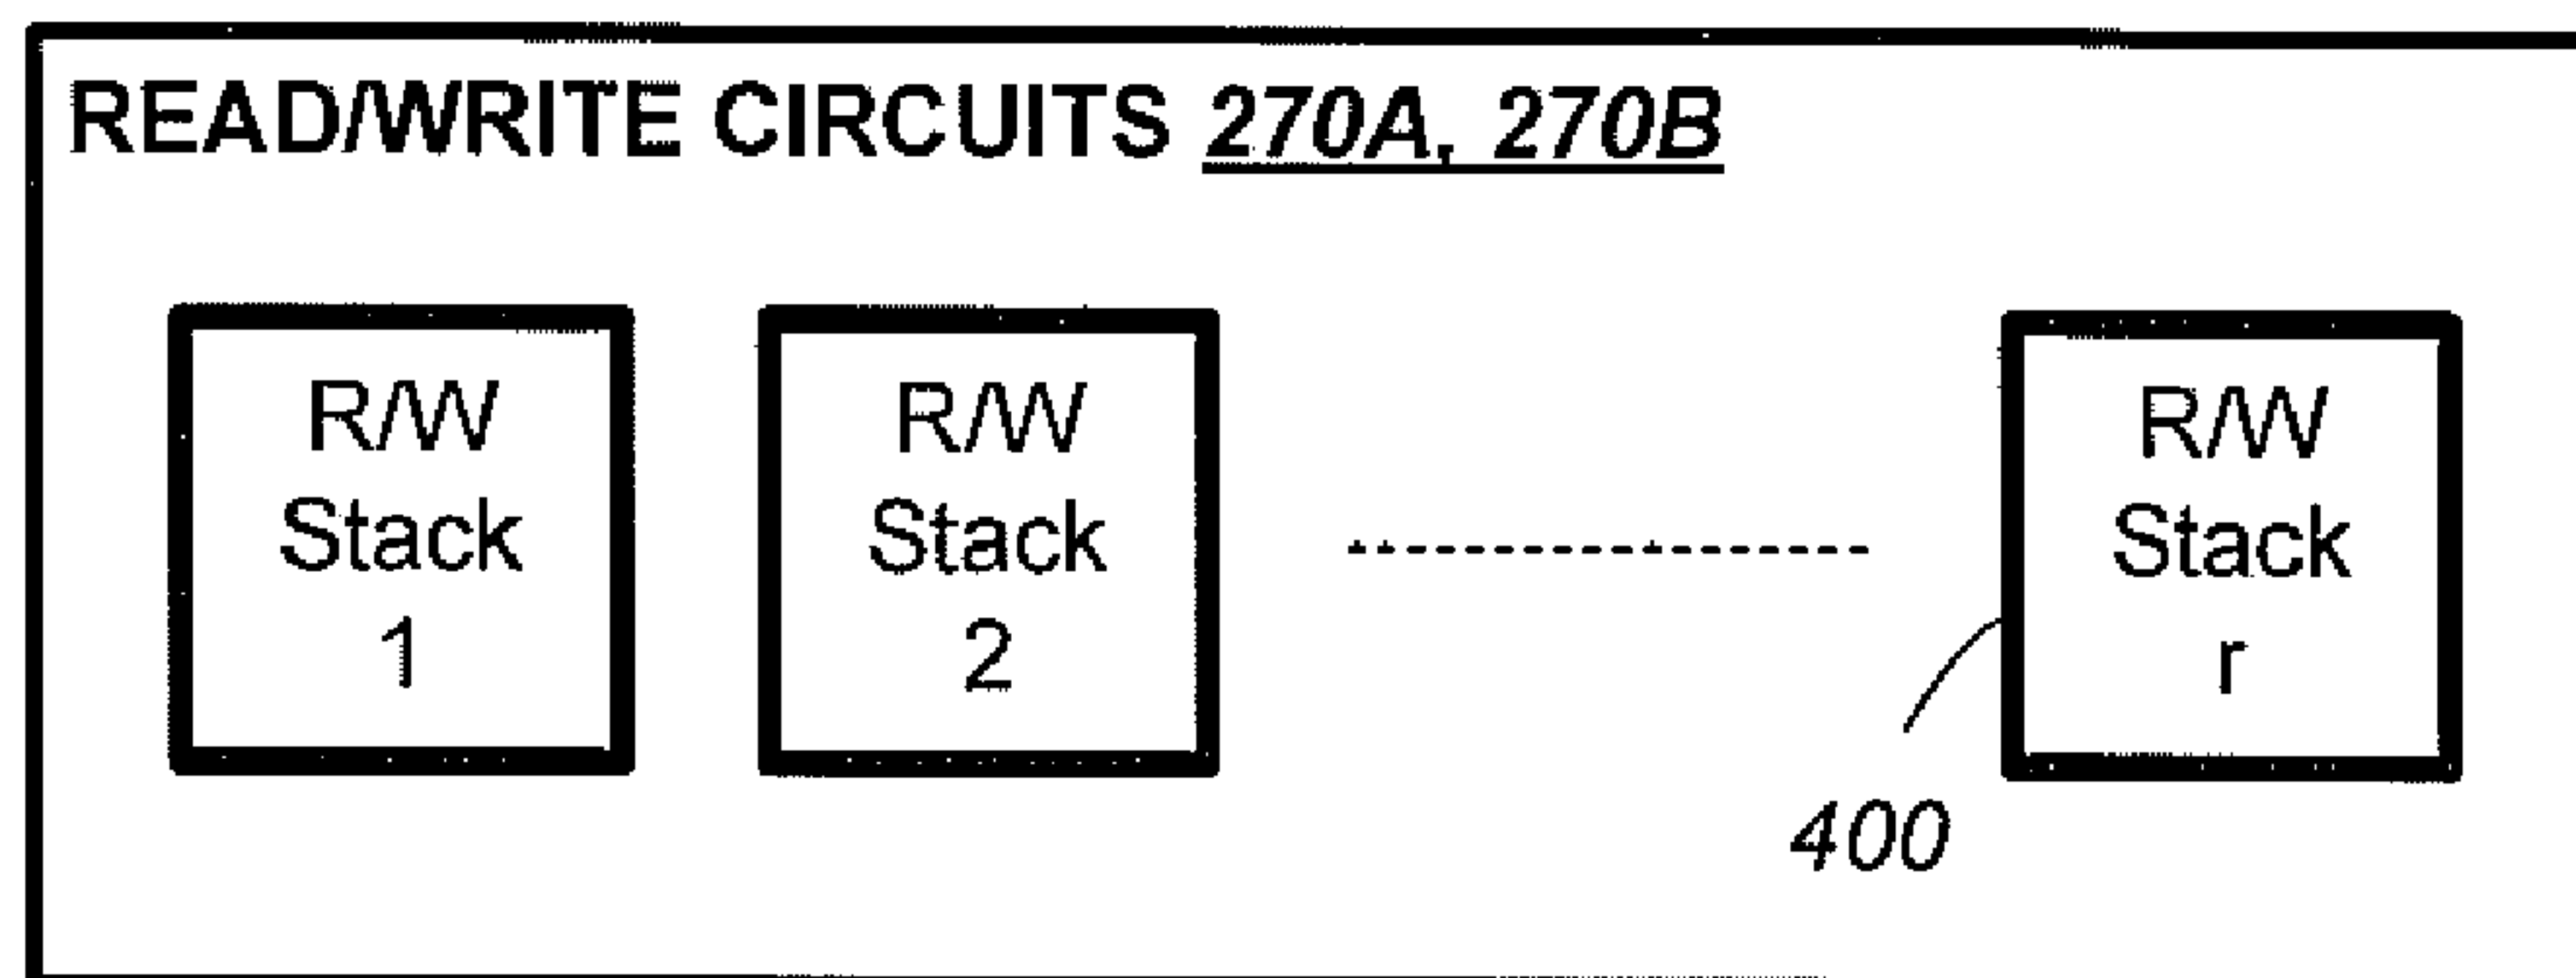 READ/WRITE CIRCUITS 270A, 270B
R/W
Stack
1
R/W
Stack
2
R/W
Stack
r
400